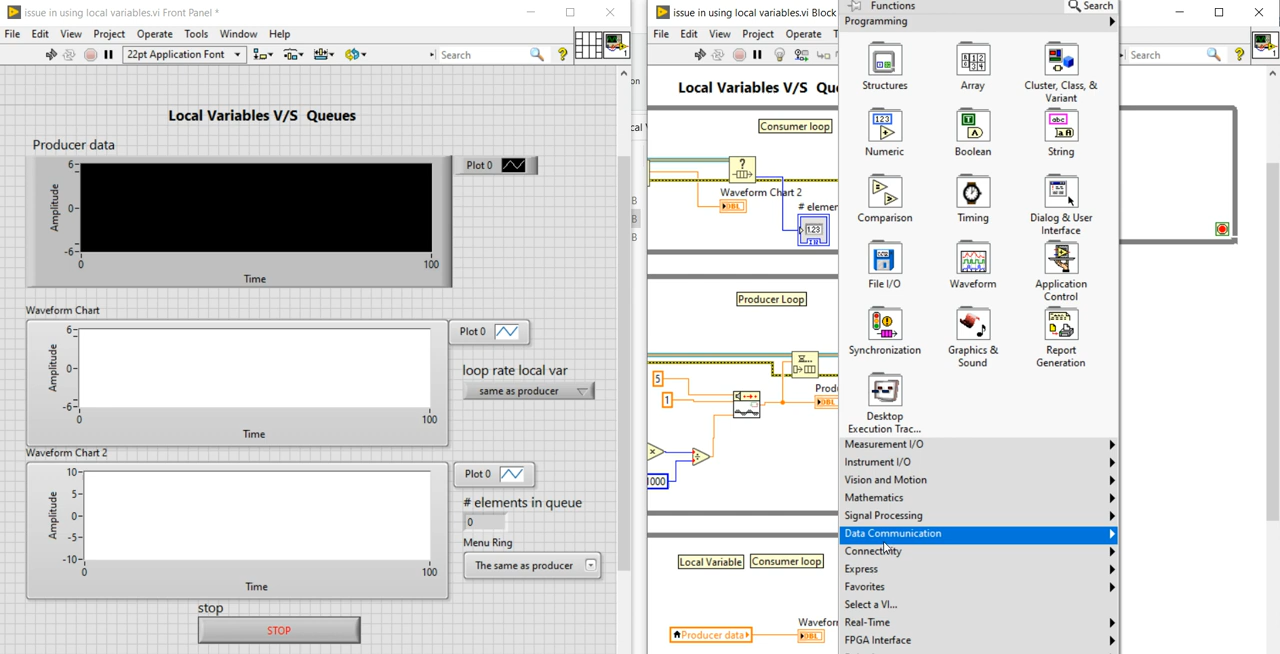 issue in using local variables.vi Front Panel *
File Edit View Project Operate Tools Window Help
22pt Application Font
Search
Local Variables V/S Queues
Producer data
Plot 0
6
0
-6
Amplitude
0
100
Time
Waveform Chart
Plot 0
6
0
-6
Amplitude
0
100
Time
loop rate local var
same as producer
Waveform Chart 2
Plot 0
10
5
0
-5
-10
Amplitude
0
100
Time
# elements in queue
0
Menu Ring
The same as producer
stop
STOP
issue in using local variables.vi Block
File Edit View Project Operate
Search
Local Variables V/S Qu
Consumer loop
Waveform Chart 2
DBL
# elemen
123
Producer Loop
5
1
Prod
DBL
1000
Local Variable
Consumer loop
Wavefor
Producer data
DBL
Functions
Search
Programming
Structures
Array
Cluster, Class, &
Variant
Numeric
Boolean
String
Comparison
Timing
Dialog & User
Interface
File I/O
Waveform
Application
Control
Synchronization
Graphics &
Sound
Report
Generation
Desktop
Execution Trac...
Measurement I/O
Instrument I/O
Vision and Motion
Mathematics
Signal Processing
Data Communication
Connectivity
Express
Favorites
Select a VI...
Real-Time
FPGA Interface